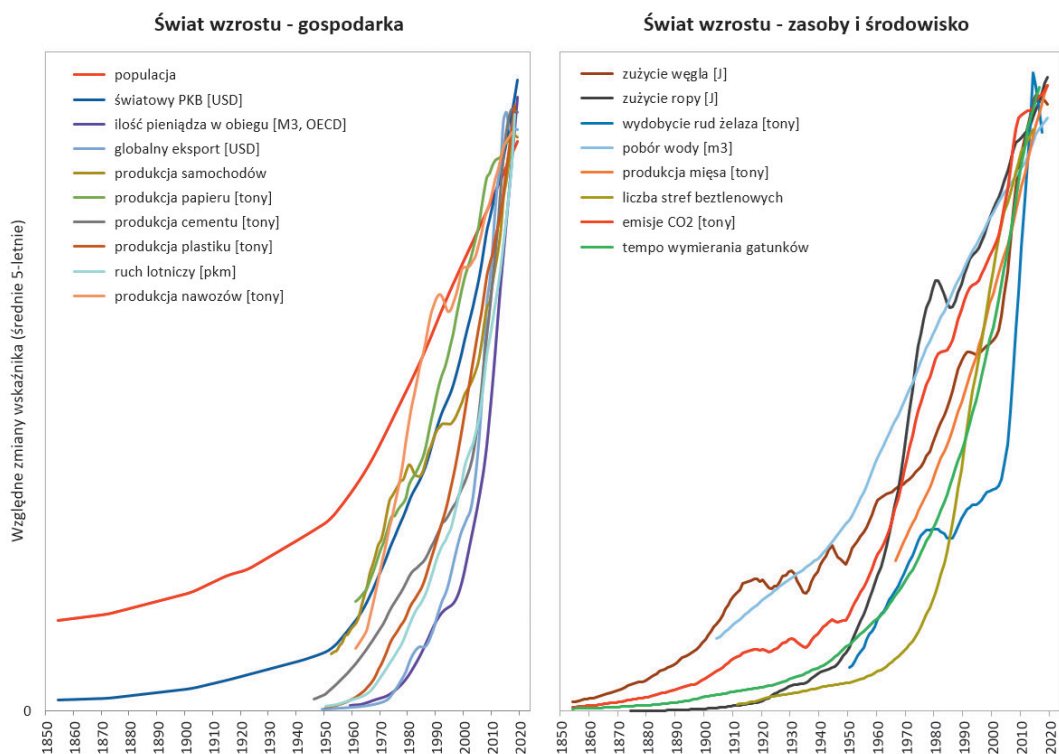 Świat wzrostu - gospodarka
Świat wzrostu - zasoby i środowisko
Względne zmiany wskaźnika (średnie 5-letnie)
populacja
światowy PKB [USD]
ilość pieniądza w obiegu [M3, OECD]
globalny eksport [USD]
produkcja samochodów
produkcja papieru [tony]
produkcja cementu [tony]
produkcja plastiku [tony]
ruch lotniczy [pkm]
produkcja nawozów [tony]
0
1850
1860
1870
1880
1890
1900
1910
1920
1930
1940
1950
1960
1970
1980
1990
2000
2010
2020
zużycie węgla [J]
zużycie ropy [J]
wydobycie rud żelaza [tony]
pobór wody [m3]
produkcja mięsa [tony]
liczba stref beztlenowych
emisje CO2 [tony]
tempo wymierania gatunków
1850
1860
1870
1880
1890
1900
1910
1920
1930
1940
1950
1960
1970
1980
1990
2000
2010
2020